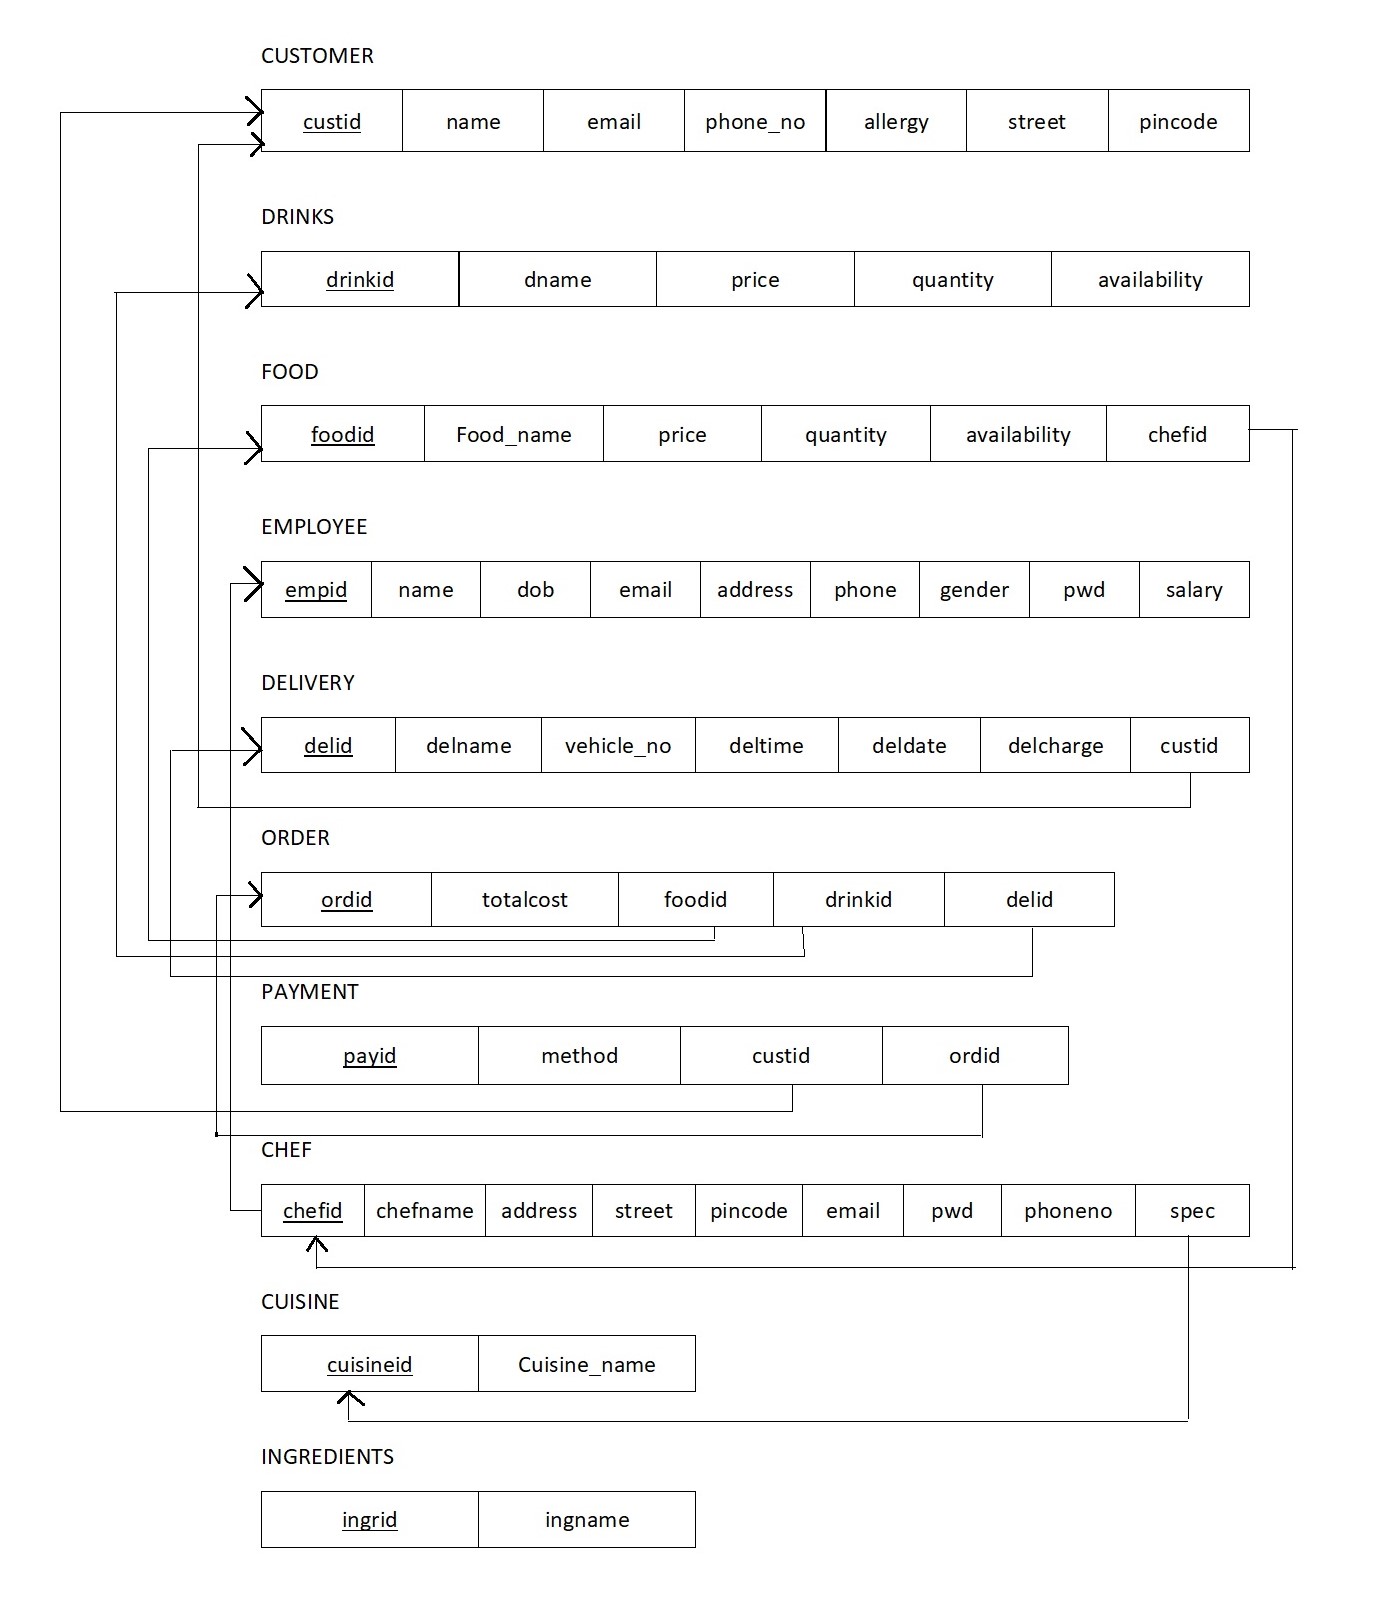 CUSTOMER
custid name email phone_no allergy street pincode
DRINKS
drinkid dname price quantity availability
FOOD
foodid Food_name price quantity availability chefid
EMPLOYEE
empid name dob email address phone gender pwd salary
DELIVERY
delid delname vehicle_no deltime deldate delcharge custid
ORDER
ordid totalcost foodid drinkid delid
PAYMENT
payid method custid ordid
CHEF
chefid chefname address street pincode email pwd phoneno spec
CUISINE
cuisineid Cuisine_name
INGREDIENTS
ingrid ingname